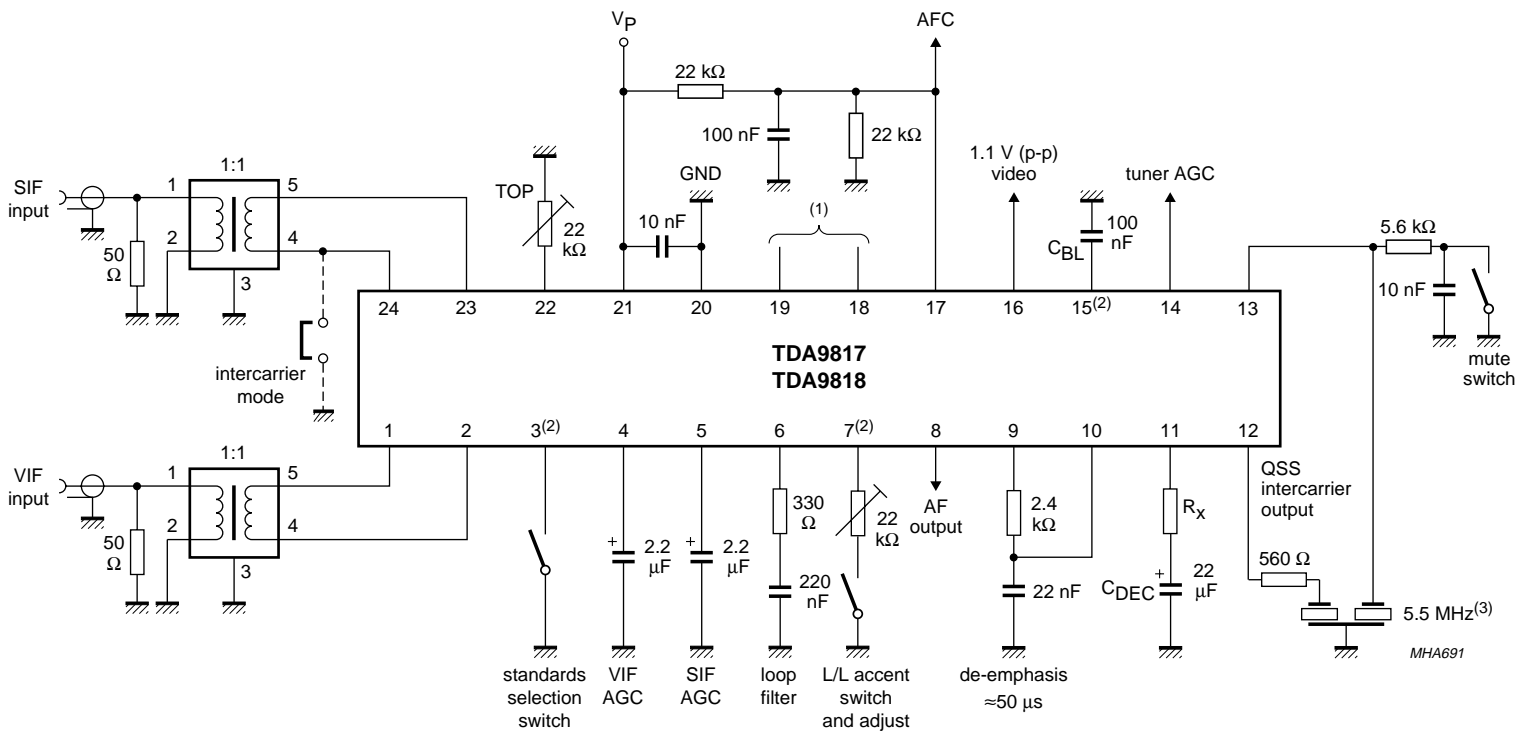 VP
AFC
22 kΩ
100 nF
22 kΩ
1.1 V (p-p)
video
tuner AGC
GND
10 nF
(1)
CBL
100
nF
5.6 kΩ
10 nF
mute
switch
TOP
22
kΩ
SIF
input
50
Ω
1:1
1
2
3
4
5
intercarrier
mode
24
23
22
21
20
19
18
17
16
15(2)
14
13
TDA9817
TDA9818
1
2
3(2)
4
5
6
7(2)
8
9
10
11
12
VIF
input
50
Ω
1:1
1
2
3
4
5
standards
selection
switch
+
2.2
μF
VIF
AGC
+
2.2
μF
SIF
AGC
330
Ω
220
nF
loop
filter
22
kΩ
L/L accent
switch
and adjust
AF
output
2.4
kΩ
22 nF
de-emphasis
≈50 μs
Rx
CDEC
+
22
μF
QSS
intercarrier
output
560 Ω
5.5 MHz(3)
MHA691